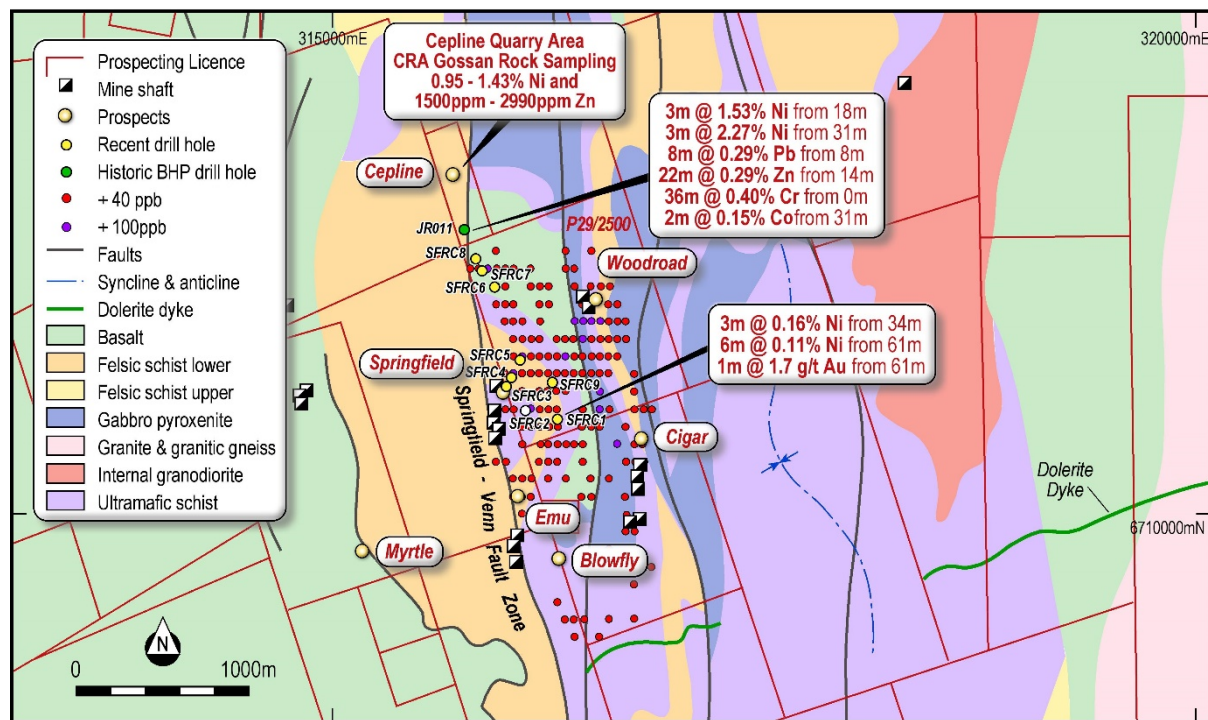 315000mE
320000mE
Prospecting Licence
Mine shaft
Prospects
Recent drill hole
Historic BHP drill hole
+ 40 ppb
+ 100ppb
Faults
Syncline & anticline
Dolerite dyke
Basalt
Felsic schist lower
Felsic schist upper
Gabbro pyroxenite
Granite & granitic gneiss
Internal granodiorite
Ultramafic schist
Cepline Quarry Area
CRA Gossan Rock Sampling
0.95 - 1.43% Ni and
1500ppm - 2990ppm Zn
3m @ 1.53% Ni from 18m
3m @ 2.27% Ni from 31m
8m @ 0.29% Pb from 8m
22m @ 0.29% Zn from 14m
36m @ 0.40% Cr from 0m
2m @ 0.15% Co from 31m
Cepline
JR011
P29/2500
SFRC8
SFRC7
SFRC6
Woodroad
3m @ 0.16% Ni from 34m
6m @ 0.11% Ni from 61m
1m @ 1.7 g/t Au from 61m
SFRC5
Springfield
SFRC4
SFRC9
SFRC3
SFRC2
SFRC1
Cigar
Springfield - Venn Fault Zone
Dolerite
Dyke
6710000mN
Emu
Myrtle
Blowfly
N
0
1000m